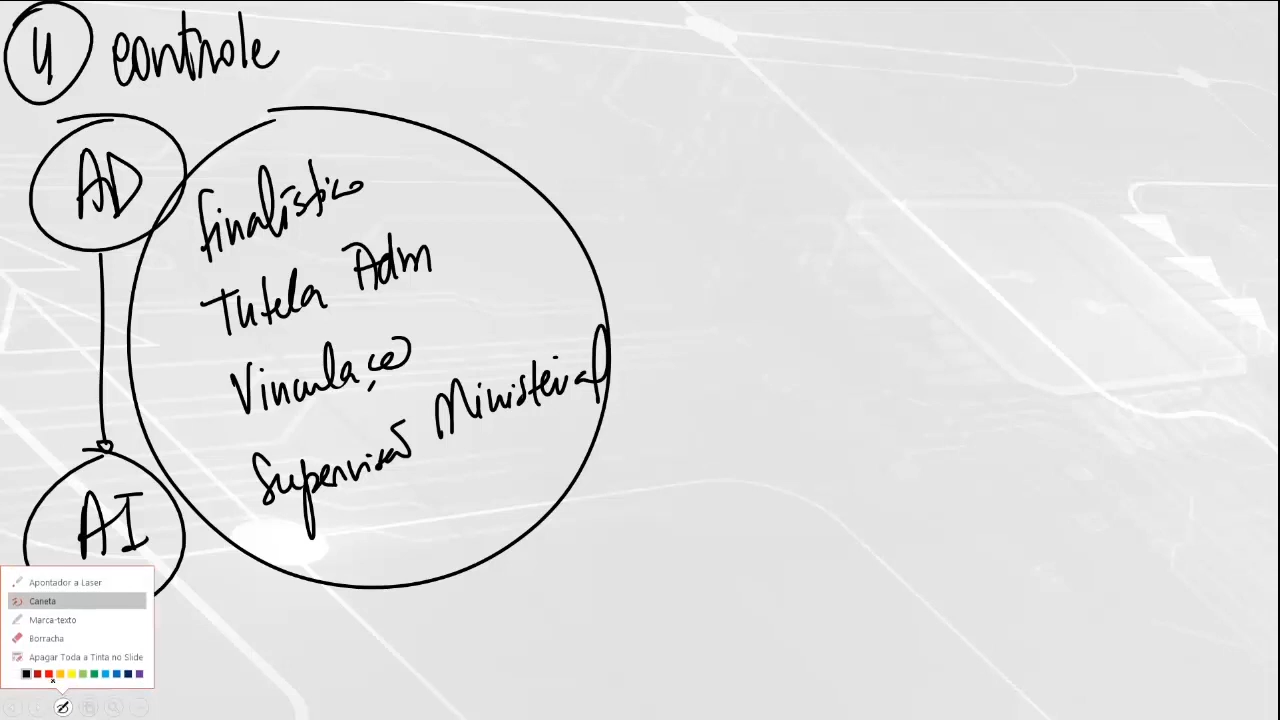 4 controle
AD
finalístico
Tutela Adm
Vinculação
Supervisão Ministerial
AI
Apontador a Laser
Caneta
Marca-texto
Borracha
Apagar Toda a Tinta no Slide